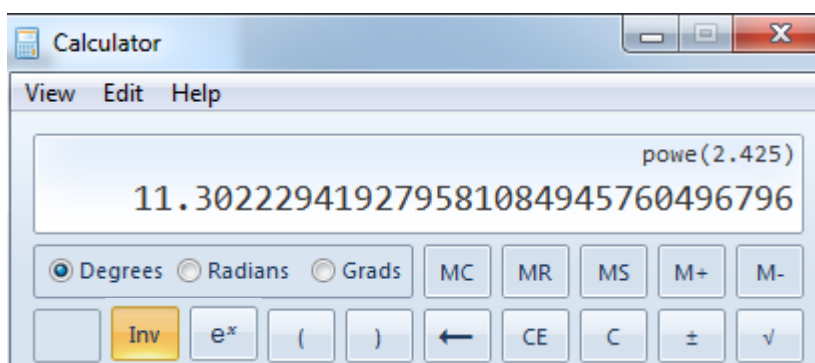 Calculator
View Edit Help
powe(2.425)
11.302229419279581084945760496796
Degrees Radians Grads MC MR MS M+ M-
Inv eˣ ( ) ← CE C ± √